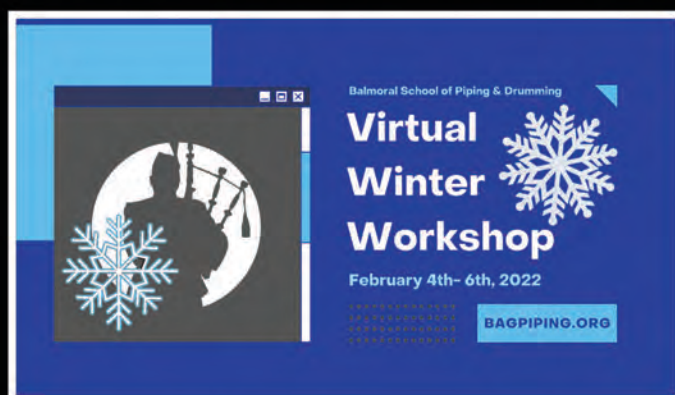 Balmoral School of Piping & Drumming
Virtual
Winter
Workshop
February 4th- 6th, 2022
BAGPIPING.ORG